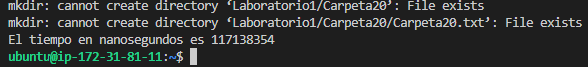 mkdir: cannot create directory ‘Laboratorio1/Carpeta20’: File exists
mkdir: cannot create directory ‘Laboratorio1/Carpeta20/Carpeta20.txt’: File exists
El tiempo en nanosegundos es 117138354
ubuntu@ip-172-31-81-11:~$